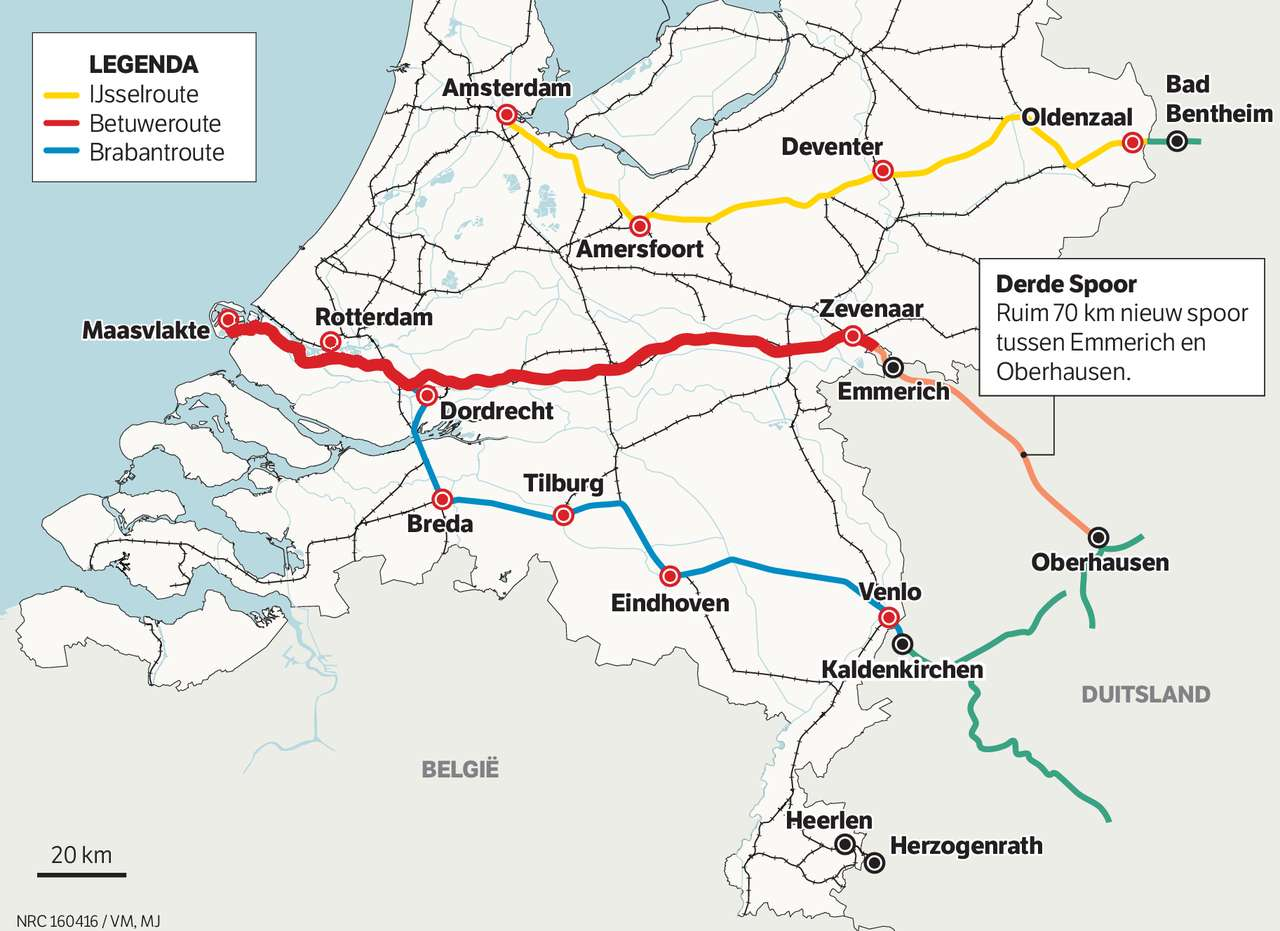 LEGENDA
IJsselroute
Betuweroute
Brabantroute
Amsterdam
Bad
Bentheim
Oldenzaal
Deventer
Amersfoort
Derde Spoor
Ruim 70 km nieuw spoor
tussen Emmerich en
Oberhausen.
Zevenaar
Rotterdam
Maasvlakte
Emmerich
Dordrecht
Tilburg
Breda
Oberhausen
Venlo
Eindhoven
Kaldenkirchen
DUITSLAND
BELGIË
Heerlen
Herzogenrath
20 km
NRC 160416 / VM, MJ